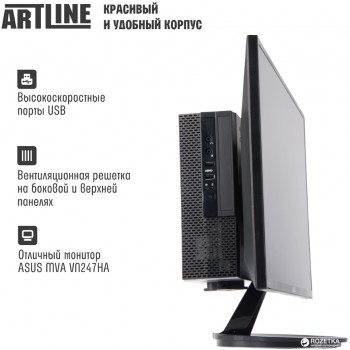 ARTLINE
КРАСИВЫЙ
И УДОБНЫЙ КОРПУС
Высокоскоростные
порты USB
Вентиляционная решетка
на боковой и верхней
панелях
Отличный монитор
ASUS MVA VN247HA
ROZETKA